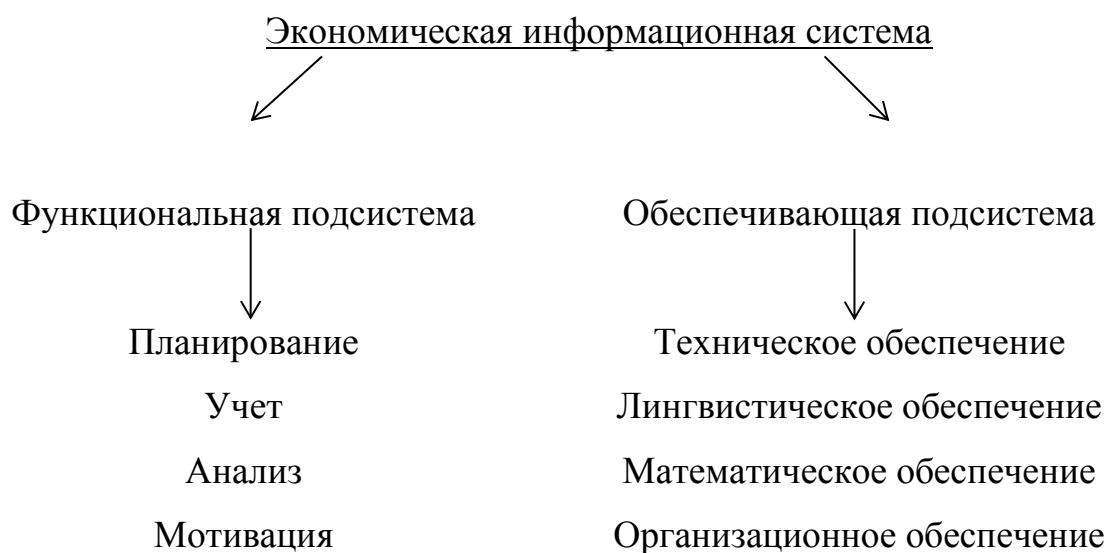 Экономическая информационная система
Функциональная подсистема
Обеспечивающая подсистема
Планирование
Техническое обеспечение
Учет
Лингвистическое обеспечение
Анализ
Математическое обеспечение
Мотивация
Организационное обеспечение